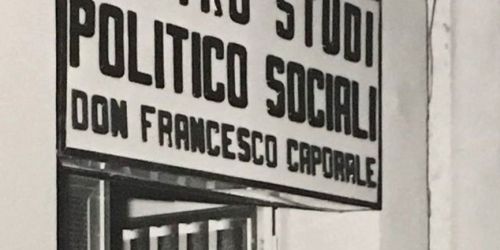 STUDI
POLITICO SOCIALI
DON FRANCESCO CAPORALE